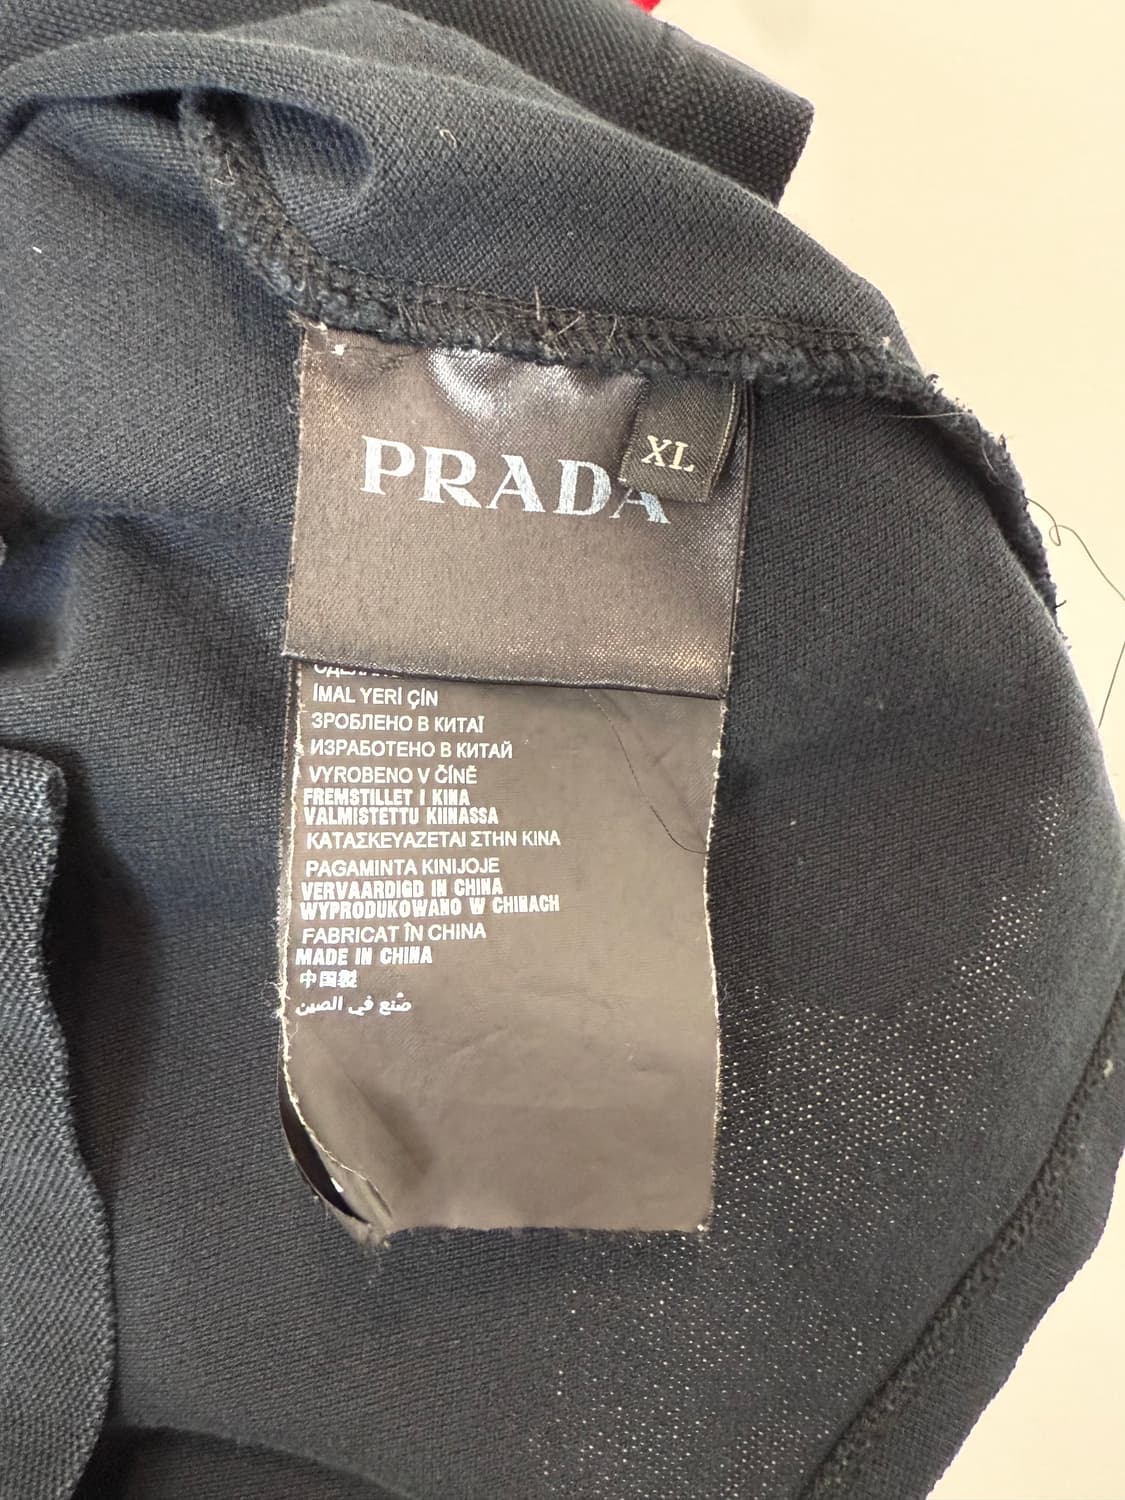 PRADA
XL
İMAL YERİ ÇİN
ЗРОБЛЕНО В КИТАЇ
ИЗРАБОТЕНО В КИТАЙ
VYROBENO V ČÍNĚ
FREMSTILLET I KINA
VALMISTETTU KIINASSA
ΚΑΤΑΣΚΕΥΑΖΕΤΑΙ ΣΤΗΝ ΚΙΝΑ
PAGAMINTA KINIJOJE
VERVAARDIGD IN CHINA
WYPRODUKOWANO W CHINACH
FABRICAT ÎN CHINA
MADE IN CHINA
中国製
صُنع في الصين